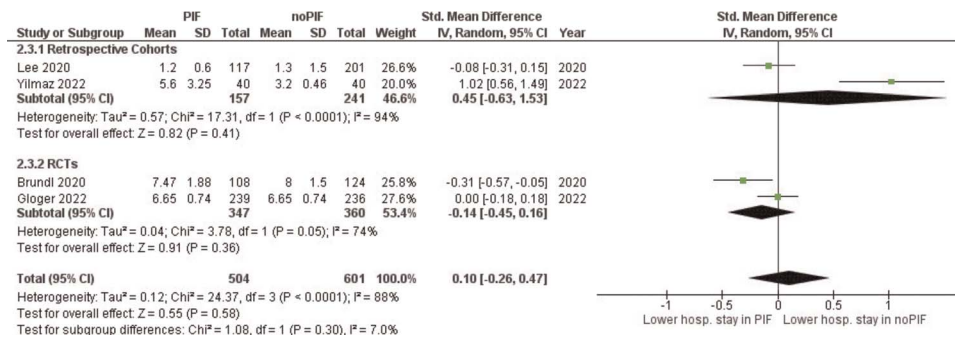 PIF noPIF Std. Mean Difference Std. Mean Difference
Study or Subgroup Mean SD Total Mean SD Total Weight IV, Random, 95% CI Year IV, Random, 95% CI
2.3.1 Retrospective Cohorts
Lee 2020 1.2 0.6 117 1.3 1.5 201 26.6% -0.08 [-0.31, 0.15] 2020
Yilmaz 2022 5.6 3.25 40 3.2 0.46 40 20.0% 1.02 [0.56, 1.49] 2022
Subtotal (95% CI) 157 241 46.6% 0.45 [-0.63, 1.53]
Heterogeneity: Tau² = 0.57; Chi² = 17.31, df = 1 (P < 0.0001); I² = 94%
Test for overall effect: Z = 0.82 (P = 0.41)
2.3.2 RCTs
Brundl 2020 7.47 1.88 108 8 1.5 124 25.8% -0.31 [-0.57, -0.05] 2020
Gloger 2022 6.65 0.74 239 6.65 0.74 236 27.6% 0.00 [-0.18, 0.18] 2022
Subtotal (95% CI) 347 360 53.4% -0.14 [-0.45, 0.16]
Heterogeneity: Tau² = 0.04; Chi² = 3.78, df = 1 (P = 0.05); I² = 74%
Test for overall effect: Z = 0.91 (P = 0.36)
Total (95% CI) 504 601 100.0% 0.10 [-0.26, 0.47]
Heterogeneity: Tau² = 0.12; Chi² = 24.37, df = 3 (P < 0.0001); I² = 88%
Test for overall effect: Z = 0.55 (P = 0.58)
Test for subgroup differences: Chi² = 1.08, df = 1 (P = 0.30), I² = 7.0%
-1 -0.5 0 0.5 1
Lower hosp. stay in PIF Lower hosp. stay in noPIF